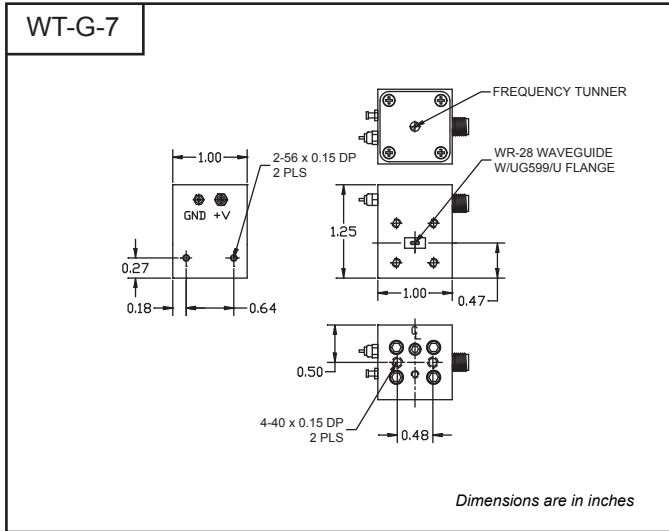 WT-G-7
FREQUENCY TUNNER
WR-28 WAVEGUIDE
W/UG599/U FLANGE
1.00
2-56 x 0.15 DP
2 PLS
GND +V
0.27
0.18
0.64
1.25
1.00
0.47
CL
0.50
4-40 x 0.15 DP
2 PLS
0.48
Dimensions are in inches